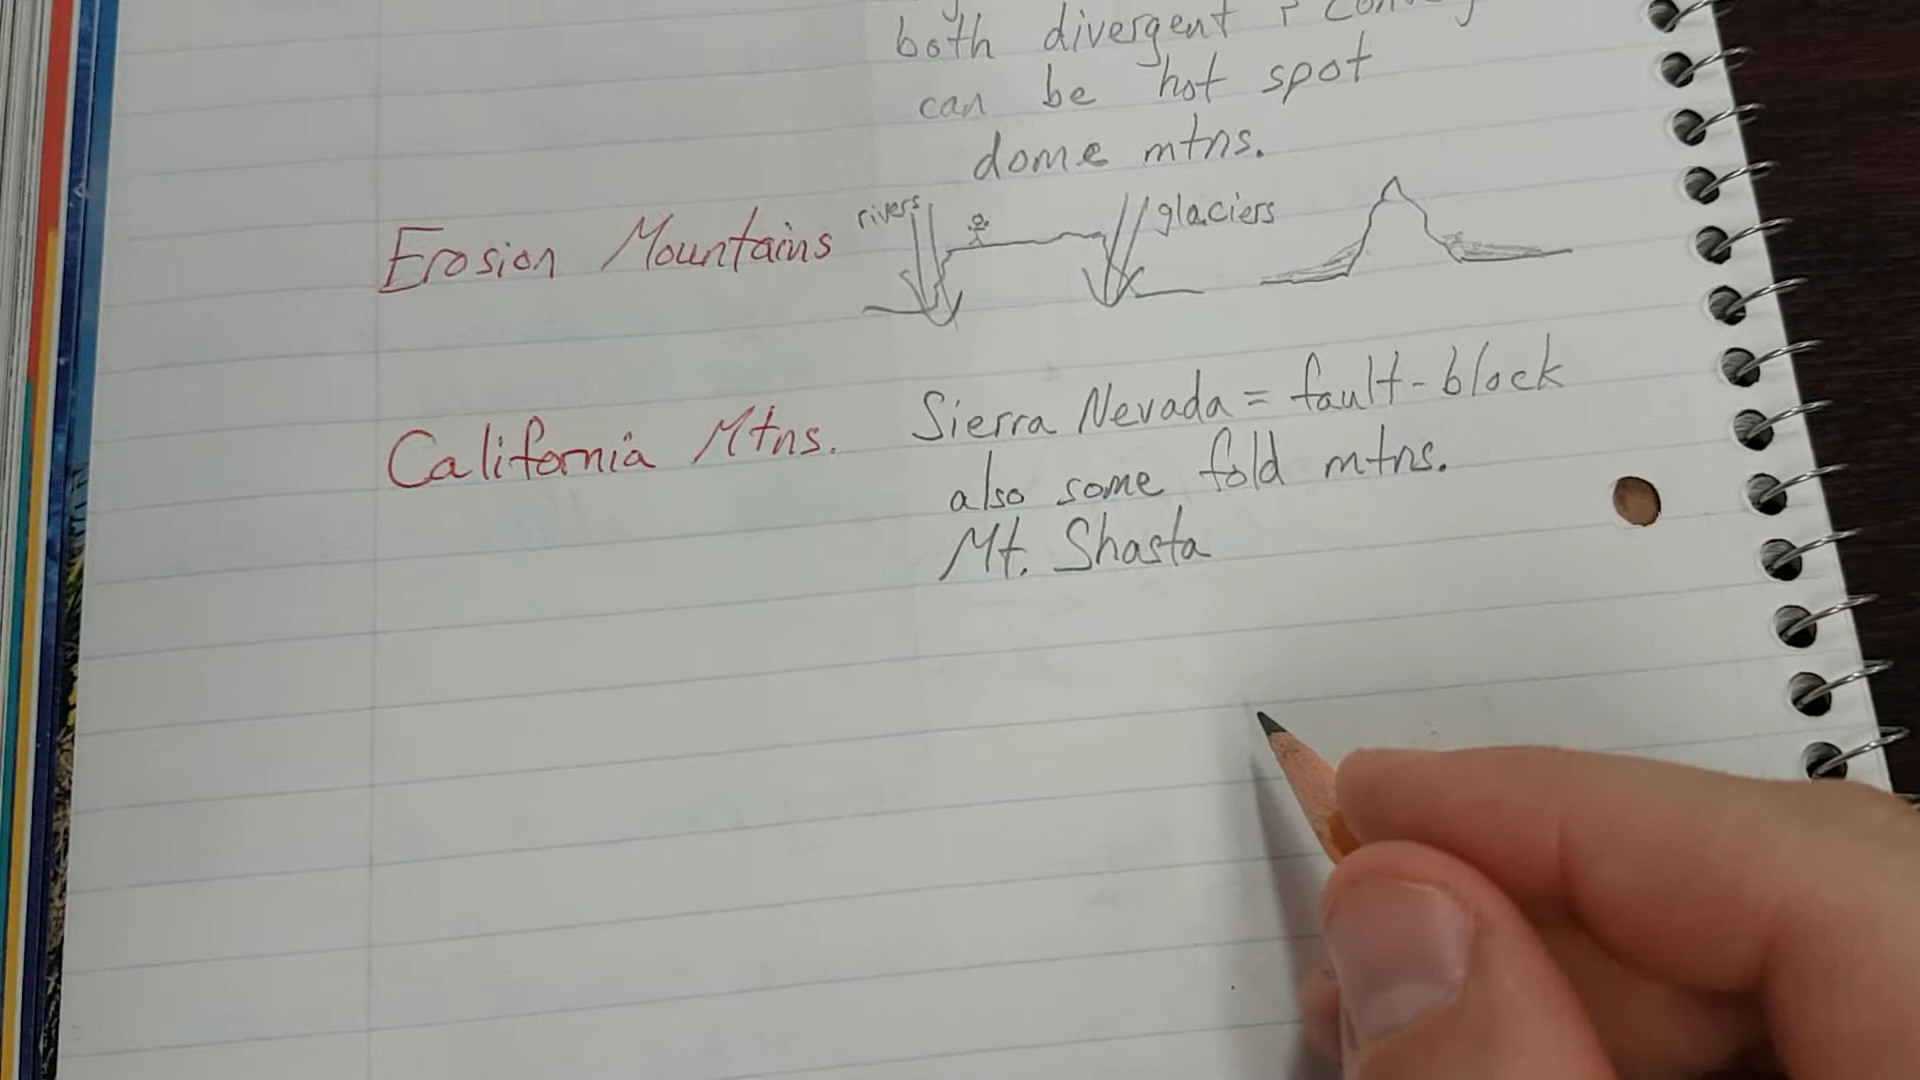 both divergent
can be hot spot
dome mtns.
Erosion Mountains
rivers
glaciers
California Mtns.
Sierra Nevada = fault-block
also some fold mtns.
Mt. Shasta